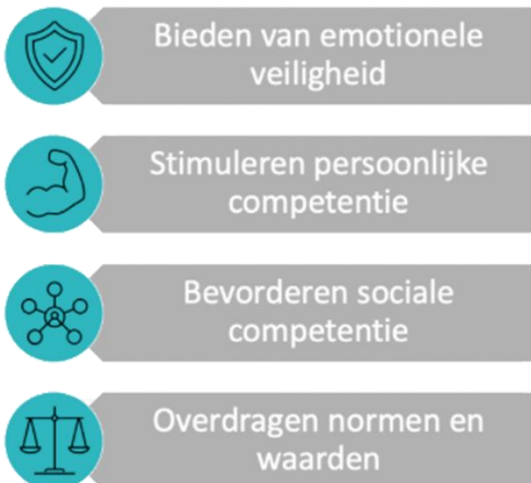 Bieden van emotionele
veiligheid
Stimuleren persoonlijke
competentie
Bevorderen sociale
competentie
Overdragen normen en
waarden